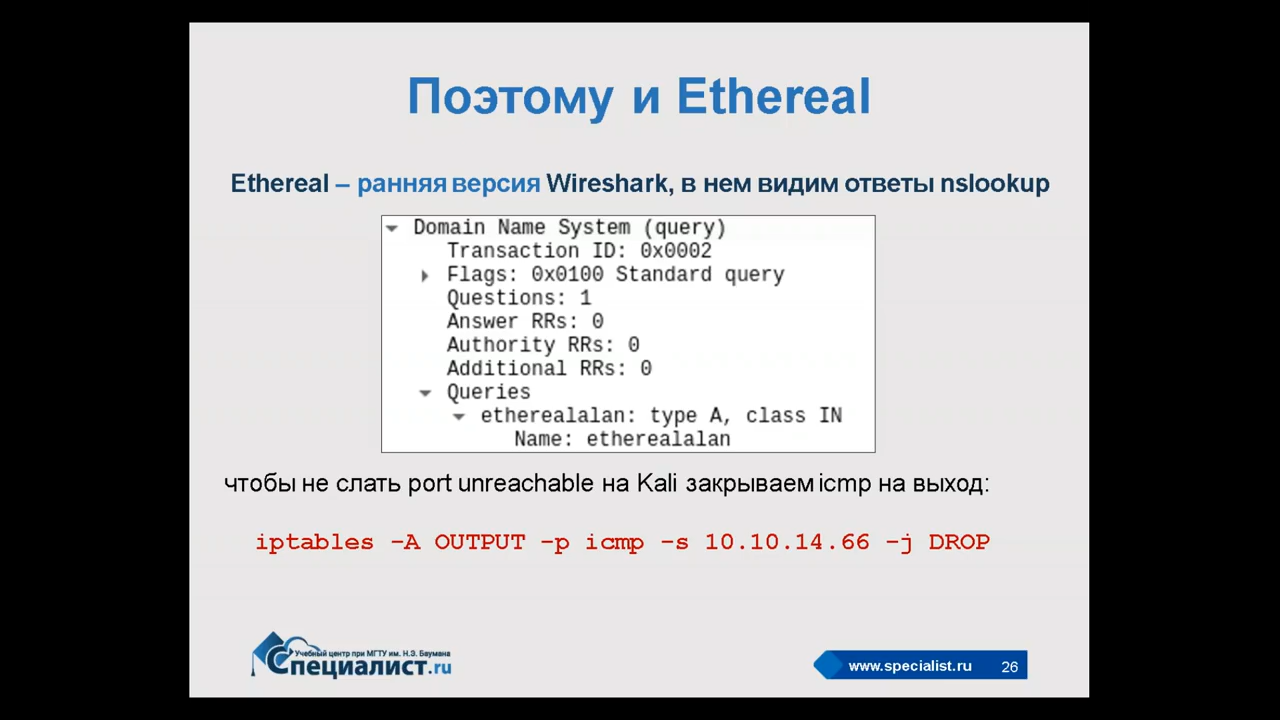 Поэтому и Ethereal
Ethereal – ранняя версия Wireshark, в нем видим ответы nslookup
Domain Name System (query)
Transaction ID: 0x0002
Flags: 0x0100 Standard query
Questions: 1
Answer RRs: 0
Authority RRs: 0
Additional RRs: 0
Queries
etherealalan: type A, class IN
Name: etherealalan
чтобы не слать port unreachable на Kali закрываем icmp на выход:
iptables -A OUTPUT -p icmp -s 10.10.14.66 -j DROP
Учебный центр при МГТУ им. Н.Э. Баумана
Специалист.ru
www.specialist.ru 26